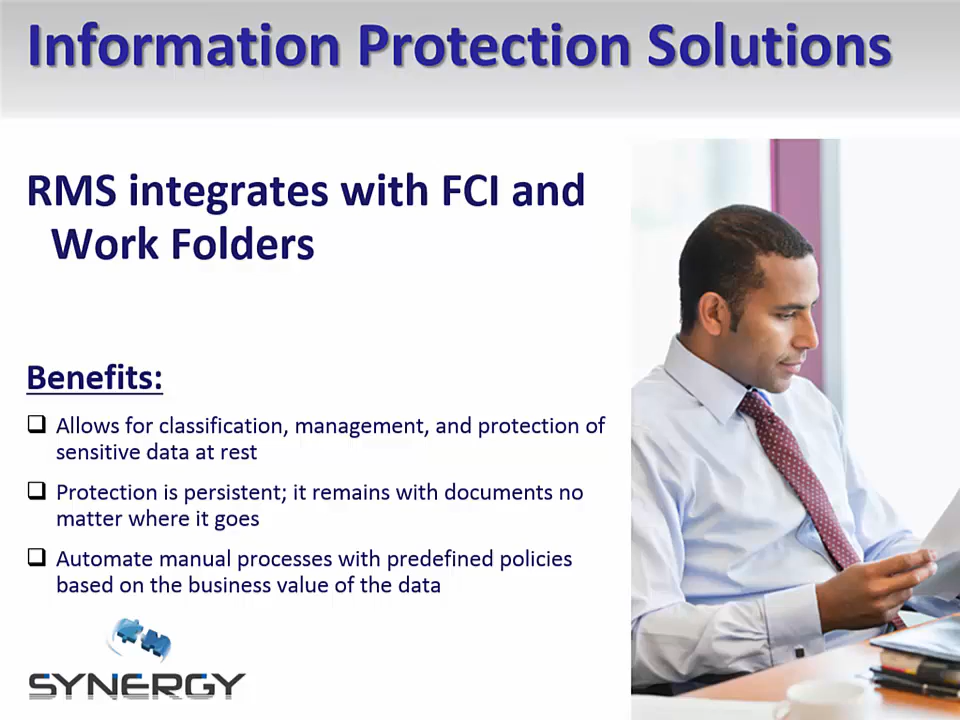 Information Protection Solutions
RMS integrates with FCI and
Work Folders
Benefits:
Allows for classification, management, and protection of
sensitive data at rest
Protection is persistent; it remains with documents no
matter where it goes
Automate manual processes with predefined policies
based on the business value of the data
SYNERGY